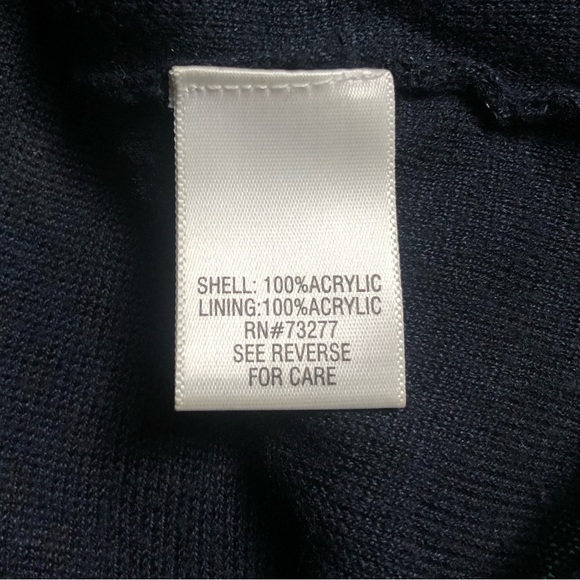 SHELL: 100%ACRYLIC
LINING:100%ACRYLIC
RN#73277
SEE REVERSE
FOR CARE